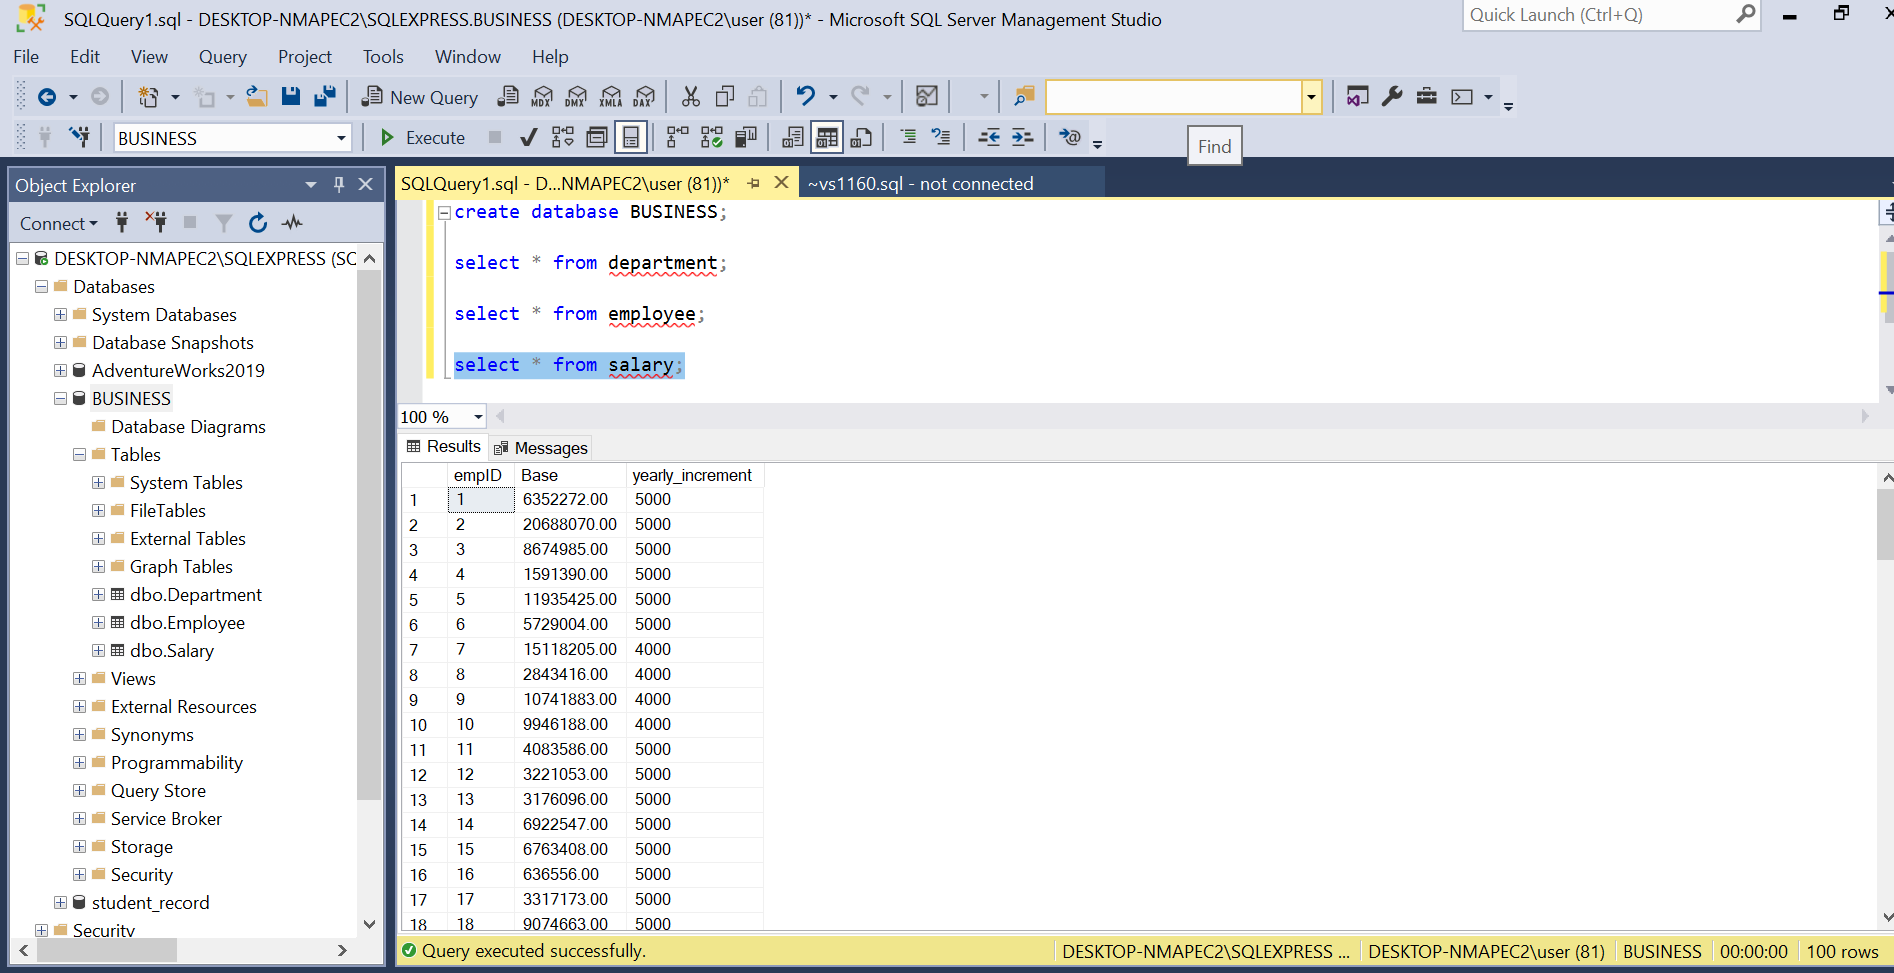 SQLQuery1.sql - DESKTOP-NMAPEC2\SQLEXPRESS.BUSINESS (DESKTOP-NMAPEC2\user (81))* - Microsoft SQL Server Management Studio
Quick Launch (Ctrl+Q)
File Edit View Query Project Tools Window Help
New Query MDX DMX XMLA DAX
BUSINESS Execute
Find
Object Explorer
SQLQuery1.sql - D...NMAPEC2\user (81))* ~vs1160.sql - not connected
Connect
DESKTOP-NMAPEC2\SQLEXPRESS (SC
Databases
System Databases
Database Snapshots
AdventureWorks2019
BUSINESS
Database Diagrams
Tables
System Tables
FileTables
External Tables
Graph Tables
dbo.Department
dbo.Employee
dbo.Salary
Views
External Resources
Synonyms
Programmability
Query Store
Service Broker
Storage
Security
student_record
Security
create database BUSINESS;
select * from department;
select * from employee;
select * from salary;
100 %
Results Messages
empID Base yearly_increment
1 1 6352272.00 5000
2 2 20688070.00 5000
3 3 8674985.00 5000
4 4 1591390.00 5000
5 5 11935425.00 5000
6 6 5729004.00 5000
7 7 15118205.00 4000
8 8 2843416.00 4000
9 9 10741883.00 4000
10 10 9946188.00 4000
11 11 4083586.00 5000
12 12 3221053.00 5000
13 13 3176096.00 5000
14 14 6922547.00 5000
15 15 6763408.00 5000
16 16 636556.00 5000
17 17 3317173.00 5000
18 18 9074663.00 5000
Query executed successfully. DESKTOP-NMAPEC2\SQLEXPRESS ... DESKTOP-NMAPEC2\user (81) BUSINESS 00:00:00 100 rows